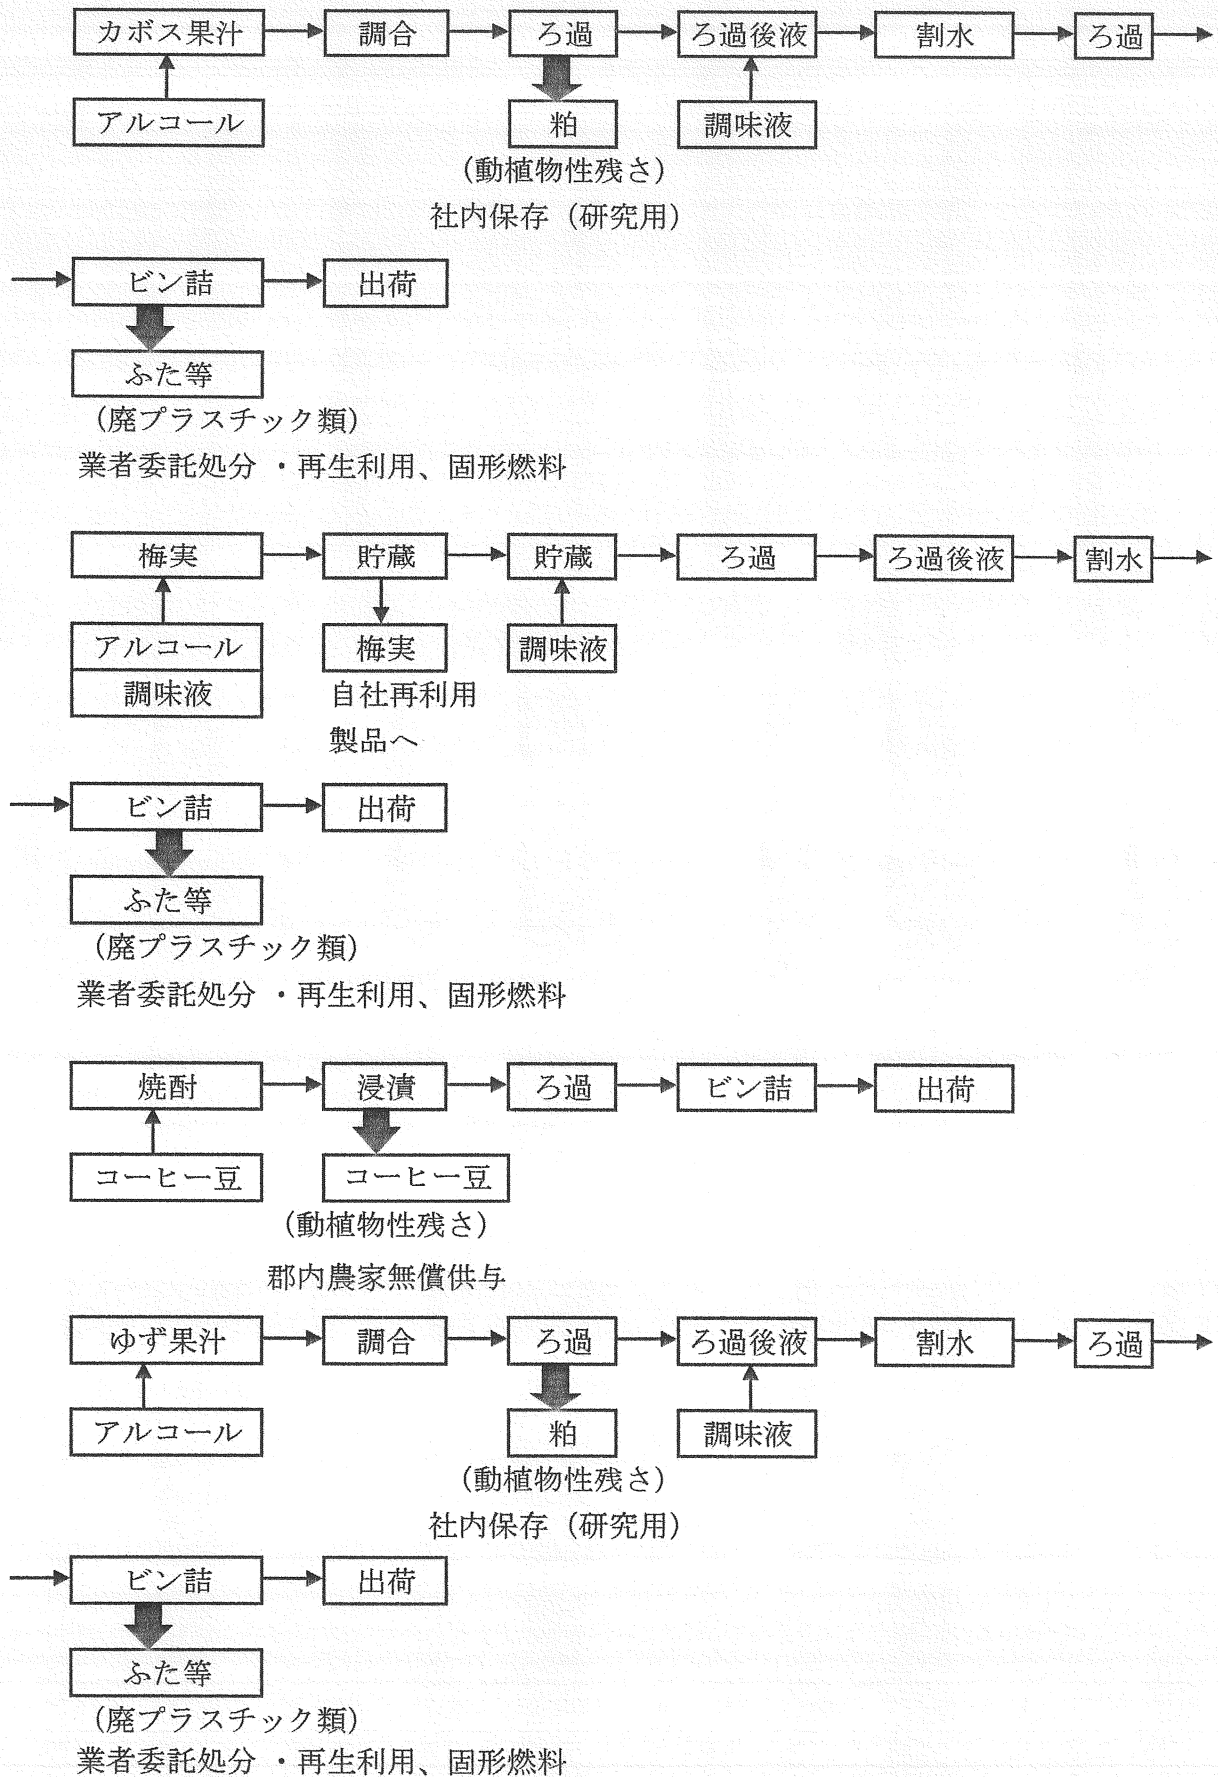 カボス果汁 調合 ろ過 ろ過後液 割水 ろ過
アルコール 粕 調味液
（動植物性残さ）
社内保存（研究用）
ビン詰 出荷
ふた等
（廃プラスチック類）
業者委託処分 ・再生利用、固形燃料
梅実 貯蔵 貯蔵 ろ過 ろ過後液 割水
アルコール 梅実 調味液
調味液 自社再利用
製品へ
ビン詰 出荷
ふた等
（廃プラスチック類）
業者委託処分 ・再生利用、固形燃料
焼酎 浸漬 ろ過 ビン詰 出荷
コーヒー豆 コーヒー豆
（動植物性残さ）
郡内農家無償供与
ゆず果汁 調合 ろ過 ろ過後液 割水 ろ過
アルコール 粕 調味液
（動植物性残さ）
社内保存（研究用）
ビン詰 出荷
ふた等
（廃プラスチック類）
業者委託処分 ・再生利用、固形燃料